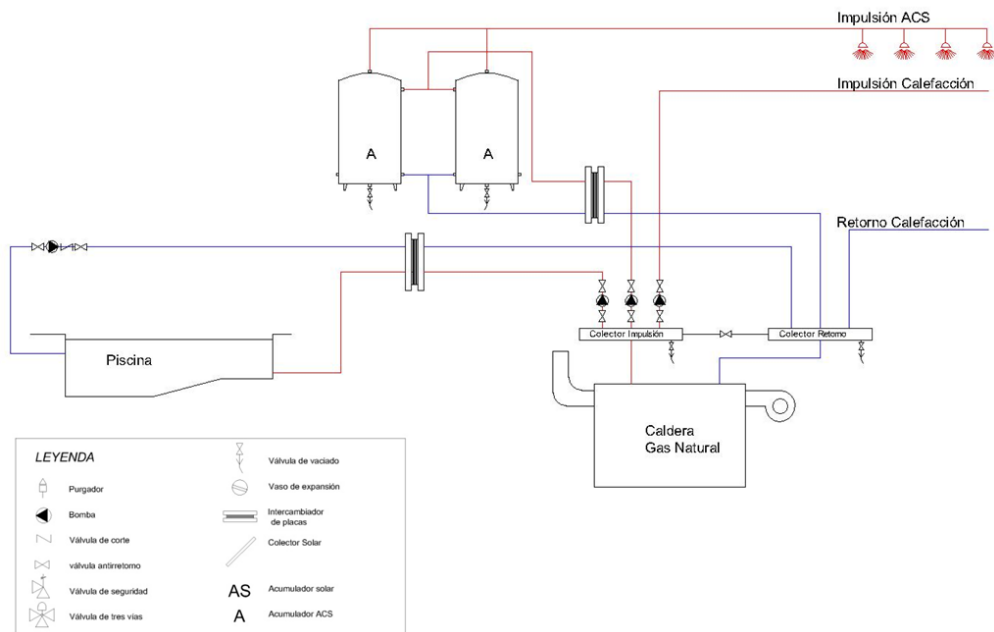 Impulsión ACS
Impulsión Calefacción
A
A
Retorno Calefacción
Colector Impulsión
Colector Retorno
Piscina
Caldera
Gas Natural
LEYENDA
Purgador
Bomba
Válvula de corte
válvula antirretorno
Válvula de seguridad
Válvula de tres vías
Válvula de vaciado
Vaso de expansión
Intercambiador
de placas
Colector Solar
AS
Acumulador solar
A
Acumulador ACS